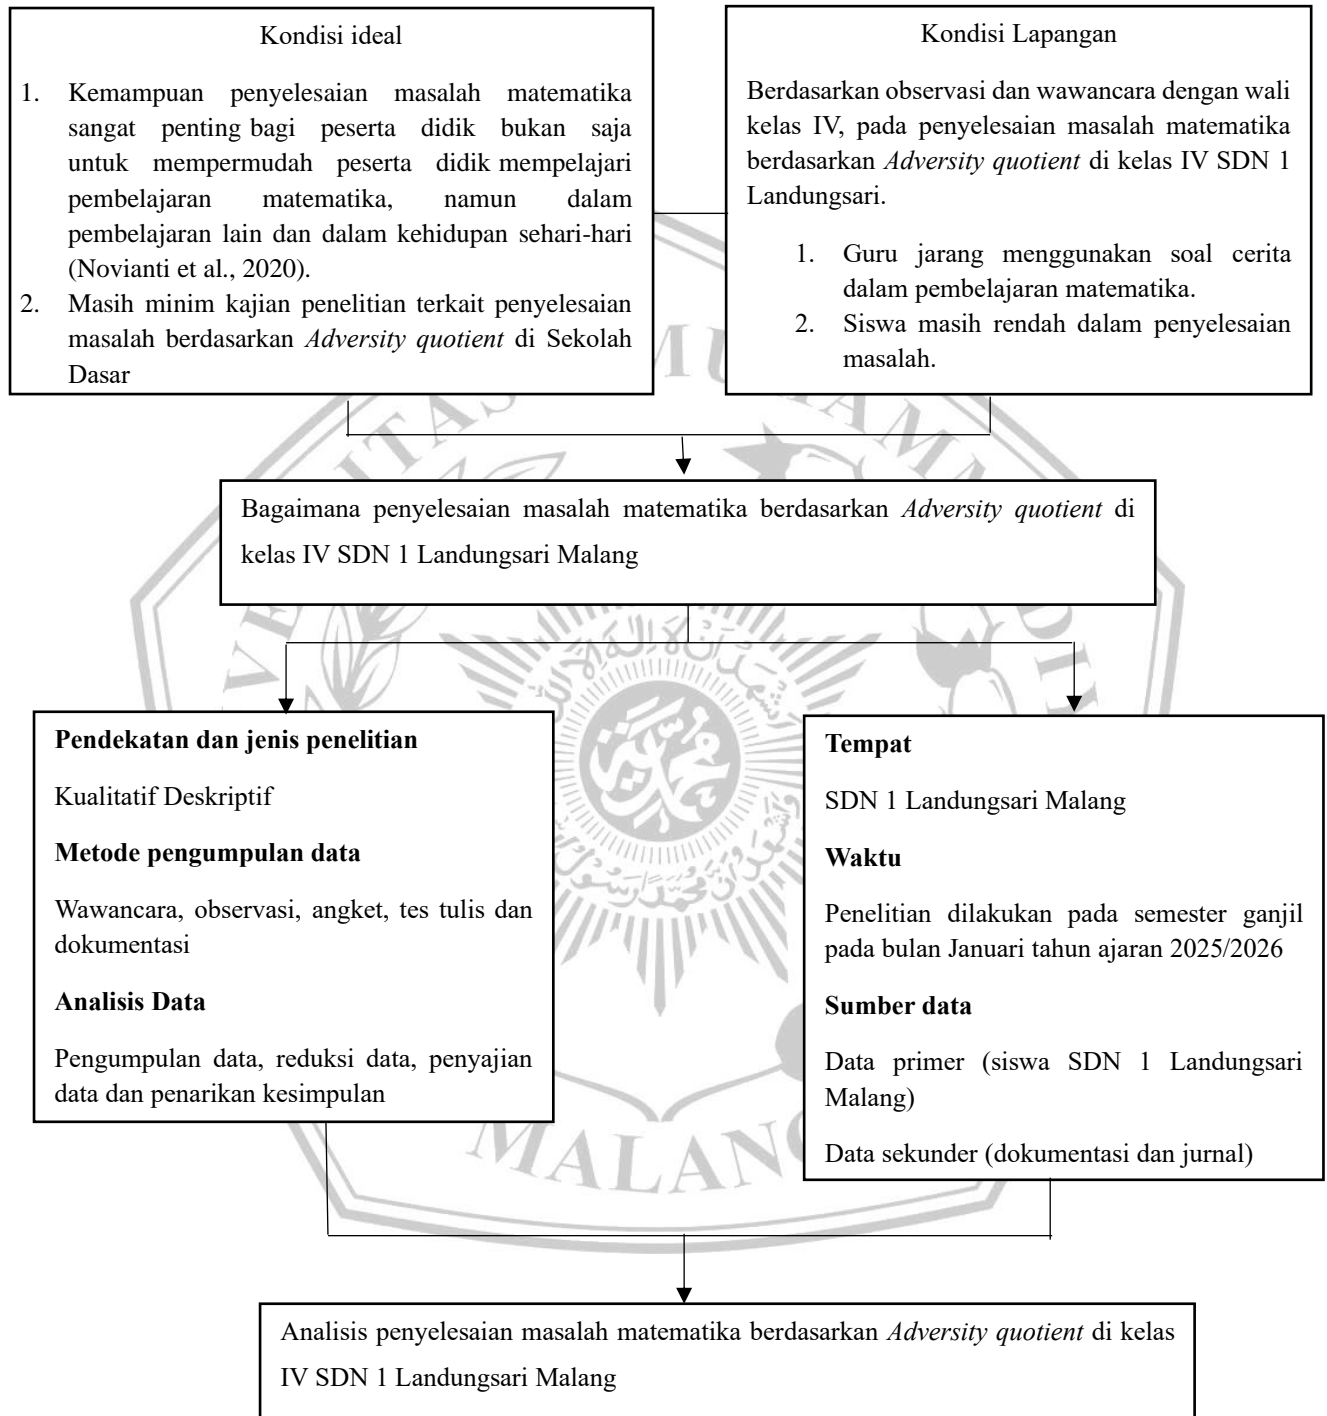 Kondisi ideal
1. Kemampuan penyelesaian masalah matematika
sangat penting bagi peserta didik bukan saja
untuk mempermudah peserta didik mempelajari
pembelajaran matematika, namun dalam
pembelajaran lain dan dalam kehidupan sehari-hari
(Novianti et al., 2020).
2. Masih minim kajian penelitian terkait penyelesaian
masalah berdasarkan Adversity quotient di Sekolah
Dasar
Kondisi Lapangan
Berdasarkan observasi dan wawancara dengan wali
kelas IV, pada penyelesaian masalah matematika
berdasarkan Adversity quotient di kelas IV SDN 1
Landungsari.
1. Guru jarang menggunakan soal cerita
dalam pembelajaran matematika.
2. Siswa masih rendah dalam penyelesaian
masalah.
Bagaimana penyelesaian masalah matematika berdasarkan Adversity quotient di
kelas IV SDN 1 Landungsari Malang
Pendekatan dan jenis penelitian
Kualitatif Deskriptif
Metode pengumpulan data
Wawancara, observasi, angket, tes tulis dan
dokumentasi
Analisis Data
Pengumpulan data, reduksi data, penyajian
data dan penarikan kesimpulan
Tempat
SDN 1 Landungsari Malang
Waktu
Penelitian dilakukan pada semester ganjil
pada bulan Januari tahun ajaran 2025/2026
Sumber data
Data primer (siswa SDN 1 Landungsari
Malang)
Data sekunder (dokumentasi dan jurnal)
Analisis penyelesaian masalah matematika berdasarkan Adversity quotient di kelas
IV SDN 1 Landungsari Malang